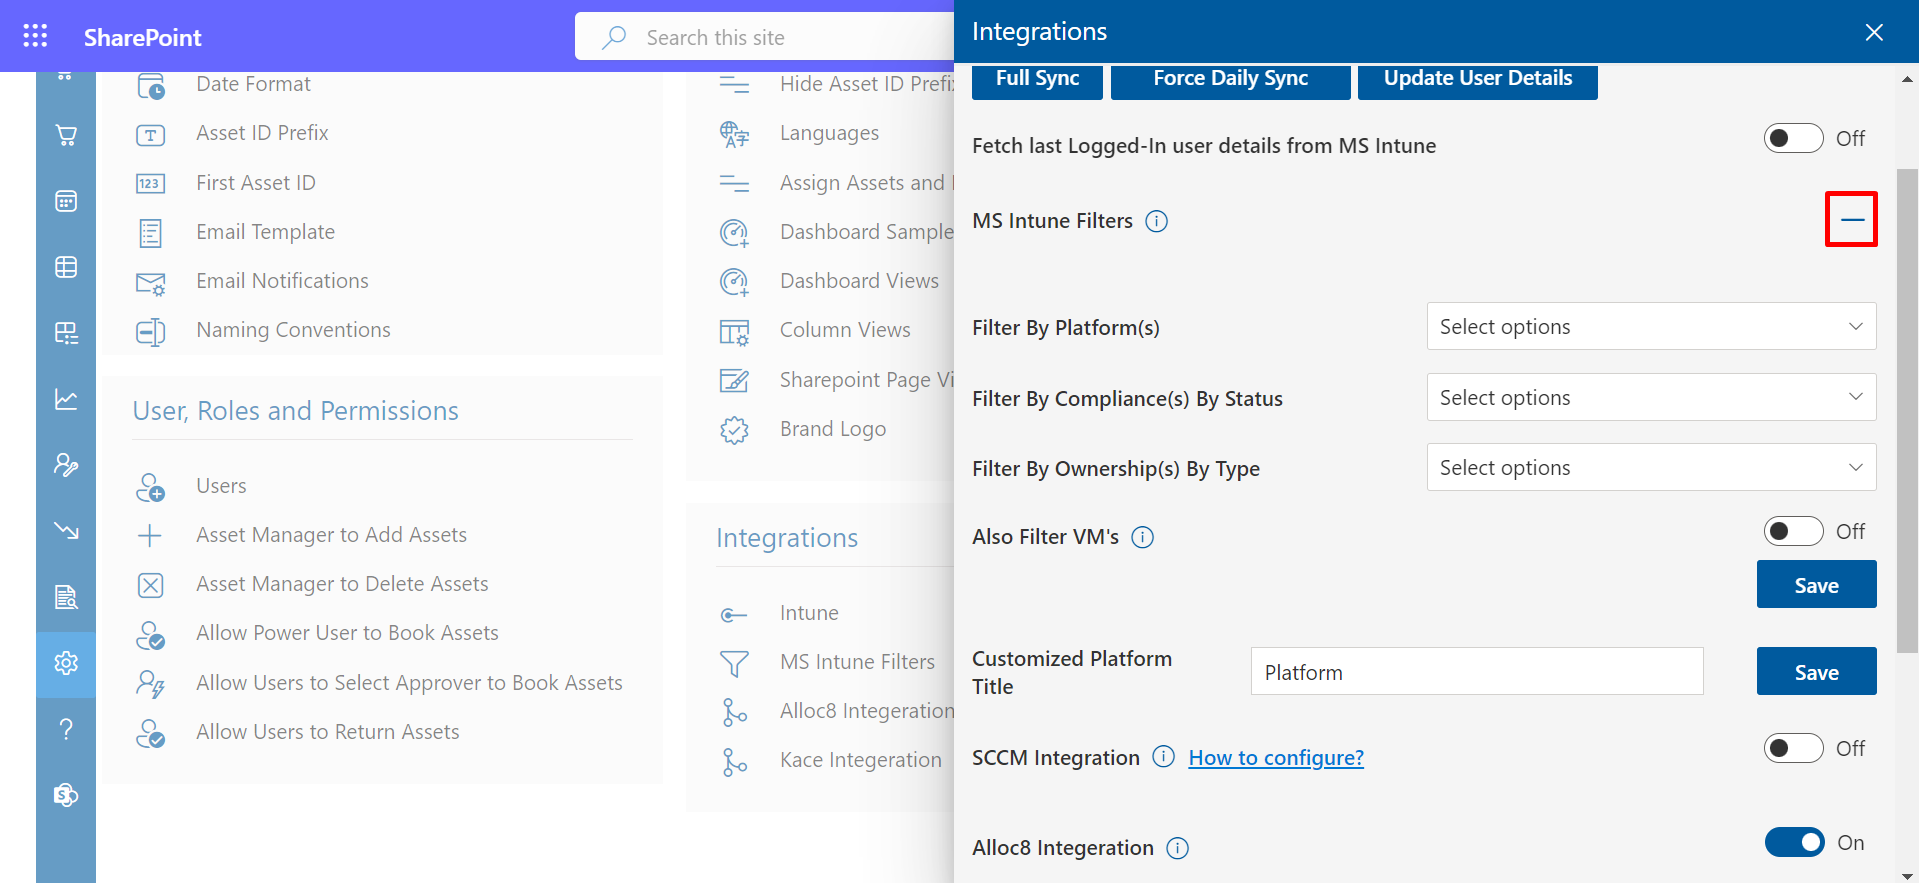 SharePoint
Search this site
Date Format
Asset ID Prefix
First Asset ID
Email Template
Email Notifications
Naming Conventions
User, Roles and Permissions
Users
Asset Manager to Add Assets
Asset Manager to Delete Assets
Allow Power User to Book Assets
Allow Users to Select Approver to Book Assets
Allow Users to Return Assets
Hide Asset ID Prefi
Languages
Assign Assets and
Dashboard Sample
Dashboard Views
Column Views
Sharepoint Page Vi
Brand Logo
Integrations
Intune
MS Intune Filters
Alloc8 Integeration
Kace Integeration
Integrations
Full Sync
Force Daily Sync
Update User Details
Fetch last Logged-In user details from MS Intune
Off
MS Intune Filters
Filter By Platform(s)
Select options
Filter By Compliance(s) By Status
Select options
Filter By Ownership(s) By Type
Select options
Also Filter VM's
Off
Save
Customized Platform
Title
Platform
Save
SCCM Integration
How to configure?
Off
Alloc8 Integeration
On